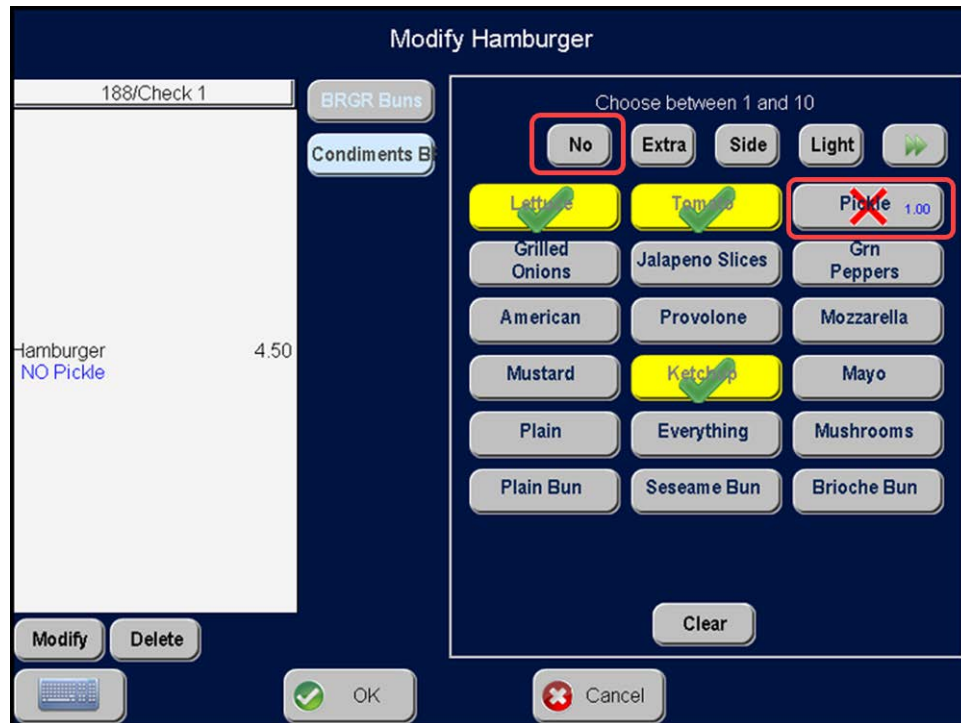 Modify Hamburger
188/Check 1
Hamburger 4.50
NO Pickle
BRGR Buns
Condiments B
Choose between 1 and 10
No Extra Side Light
Lettuce Tomato Pickle 1.00
Grilled Onions Jalapeno Slices Grn Peppers
American Provolone Mozzarella
Mustard Ketchup Mayo
Plain Everything Mushrooms
Plain Bun Seseame Bun Brioche Bun
Clear
Modify Delete
OK Cancel